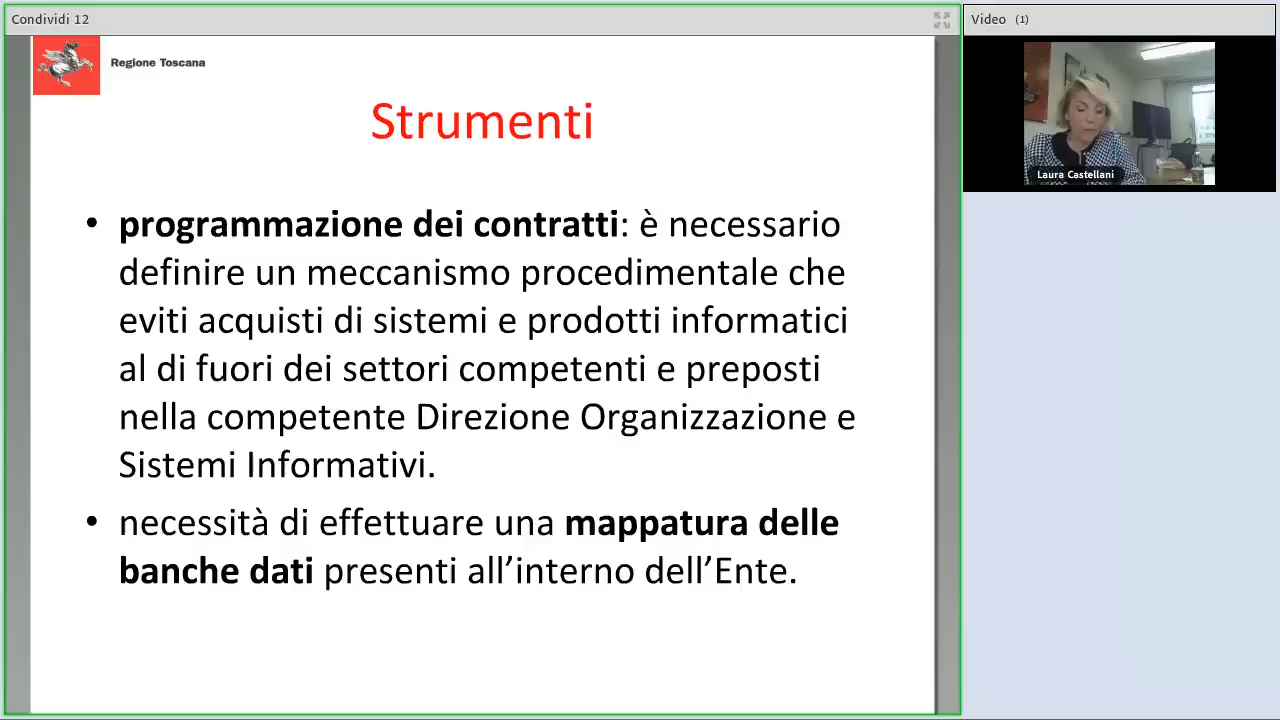 Condividi 12
Video (1)
Regione Toscana
Laura Castellani
Strumenti
• programmazione dei contratti: è necessario
definire un meccanismo procedimentale che
eviti acquisti di sistemi e prodotti informatici
al di fuori dei settori competenti e preposti
nella competente Direzione Organizzazione e
Sistemi Informativi.
• necessità di effettuare una mappatura delle
banche dati presenti all’interno dell’Ente.